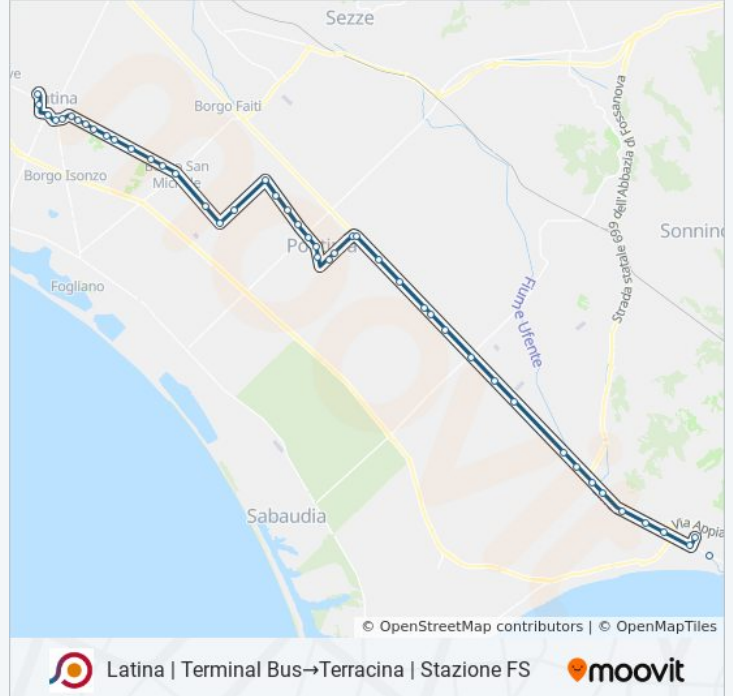 Sezze
Latina
Borgo Faiti
Borgo San
Michele
Borgo Isonzo
Pontinia
Sonnino
Strada statale 699 dell'Abbazia di Fossanova
Fogliano
Fiume Ufente
Sabaudia
Via Appia
© OpenStreetMap contributors | © OpenMapTiles
Latina | Terminal Bus→Terracina | Stazione FS
moovit